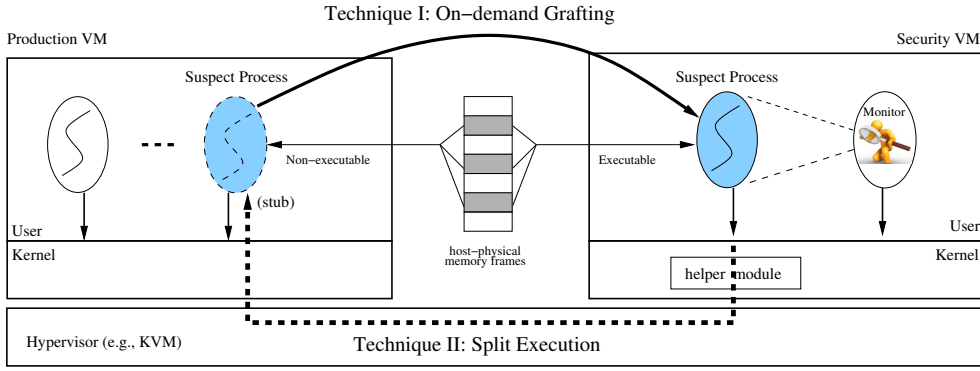 Technique I: On−demand Grafting
Production VM
Security VM
Suspect Process
Suspect Process
Monitor
Non−executable
Executable
(stub)
User
User
Kernel
host−physical
memory frames
Kernel
helper module
Hypervisor (e.g., KVM)
Technique II: Split Execution